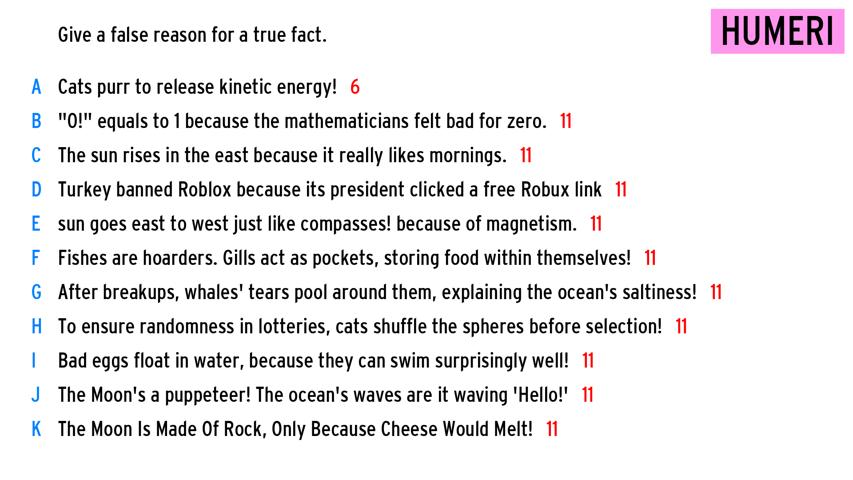 HUMERI
Give a false reason for a true fact.
A Cats purr to release kinetic energy! 6
B "0!" equals to 1 because the mathematicians felt bad for zero. 11
C The sun rises in the east because it really likes mornings. 11
D Turkey banned Roblox because its president clicked a free Robux link 11
E sun goes east to west just like compasses! because of magnetism. 11
F Fishes are hoarders. Gills act as pockets, storing food within themselves! 11
G After breakups, whales' tears pool around them, explaining the ocean's saltiness! 11
H To ensure randomness in lotteries, cats shuffle the spheres before selection! 11
I Bad eggs float in water, because they can swim surprisingly well! 11
J The Moon's a puppeteer! The ocean's waves are it waving 'Hello!' 11
K The Moon Is Made Of Rock, Only Because Cheese Would Melt! 11